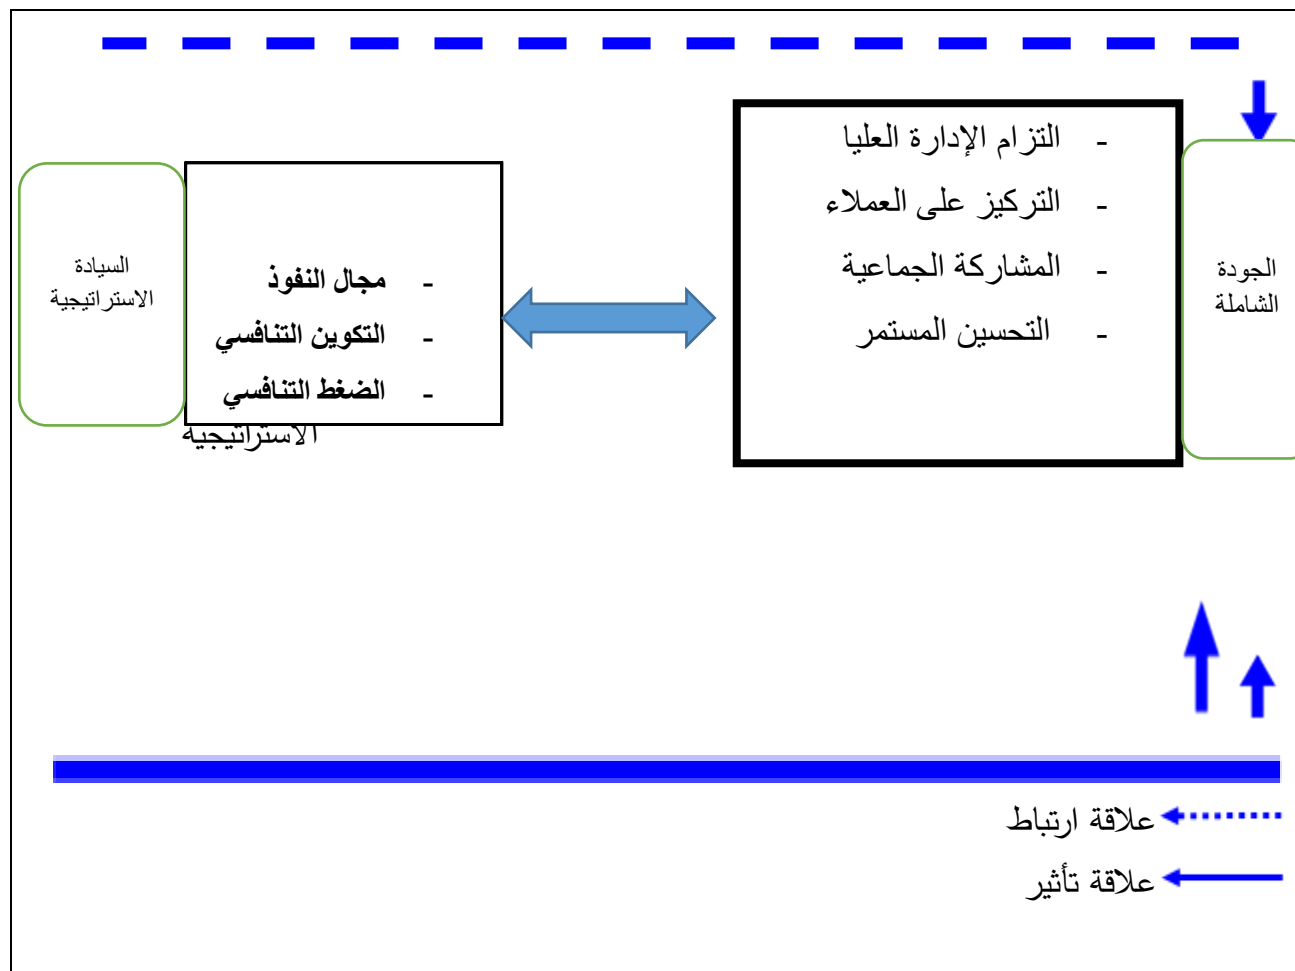 - التزام الإدارة العليا
- التركيز على العملاء
- المشاركة الجماعية
- التحسين المستمر
الجودة
الشاملة
- مجال النفوذ
- التكوين التنافسي
- الضغط التنافسي
الاستراتيجية
السيادة
الاستراتيجية
علاقة ارتباط
علاقة تأثير